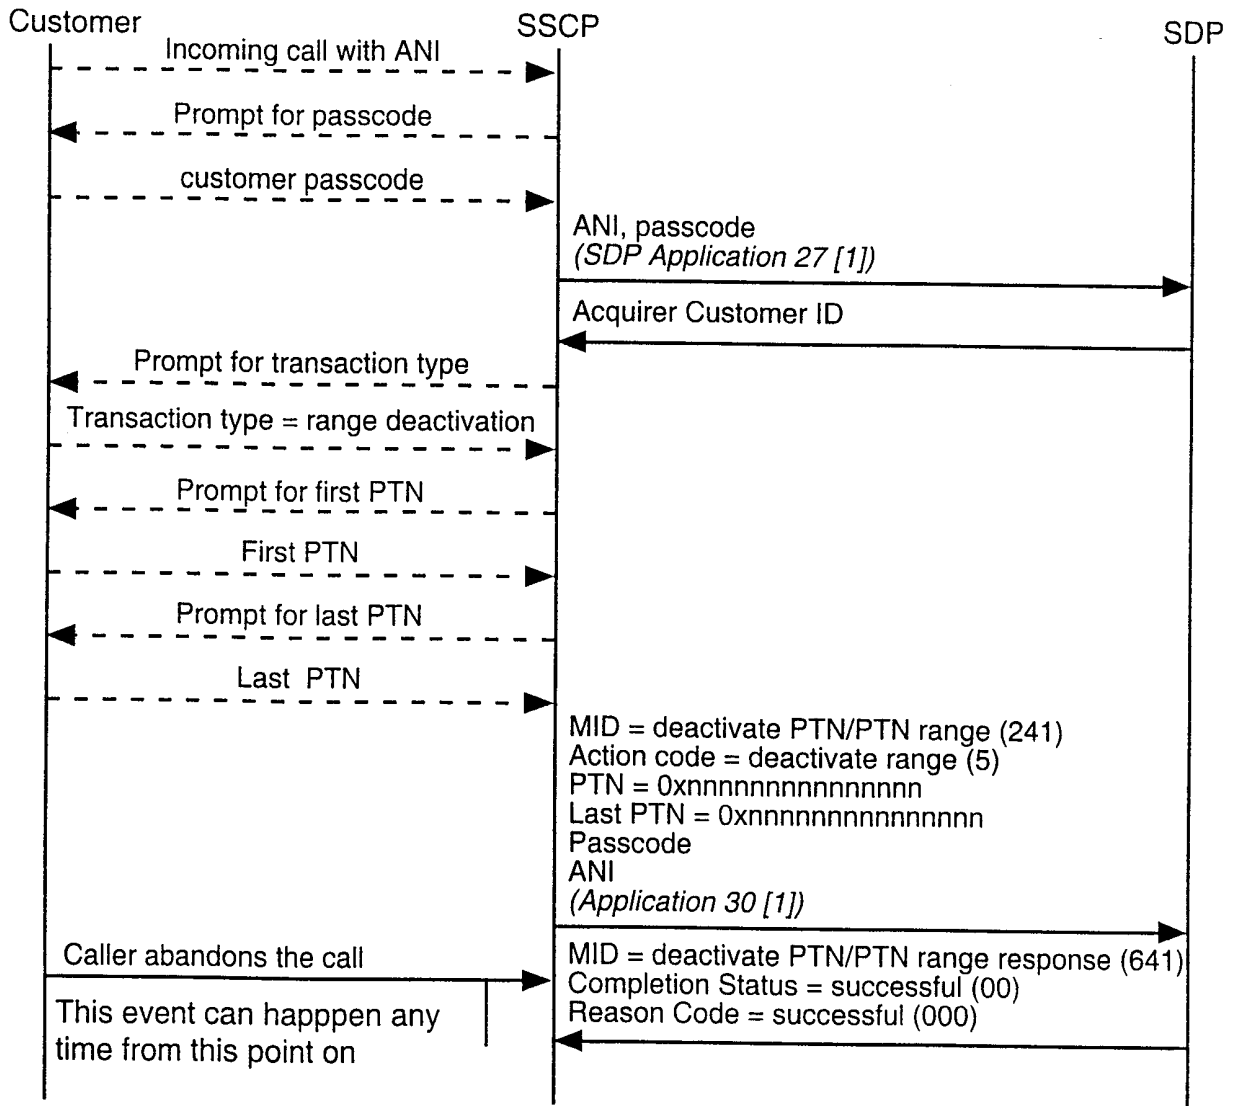 Customer
SSCP
SDP
Incoming call with ANI
Prompt for passcode
customer passcode
ANI, passcode
(SDP Application 27 [1])
Acquirer Customer ID
Prompt for transaction type
Transaction type = range deactivation
Prompt for first PTN
First PTN
Prompt for last PTN
Last PTN
MID = deactivate PTN/PTN range (241)
Action code = deactivate range (5)
PTN = 0xnnnnnnnnnnnnnnnn
Last PTN = 0xnnnnnnnnnnnnnnnn
Passcode
ANI
(Application 30 [1])
Caller abandons the call
This event can happpen any
time from this point on
MID = deactivate PTN/PTN range response (641)
Completion Status = successful (00)
Reason Code = successful (000)